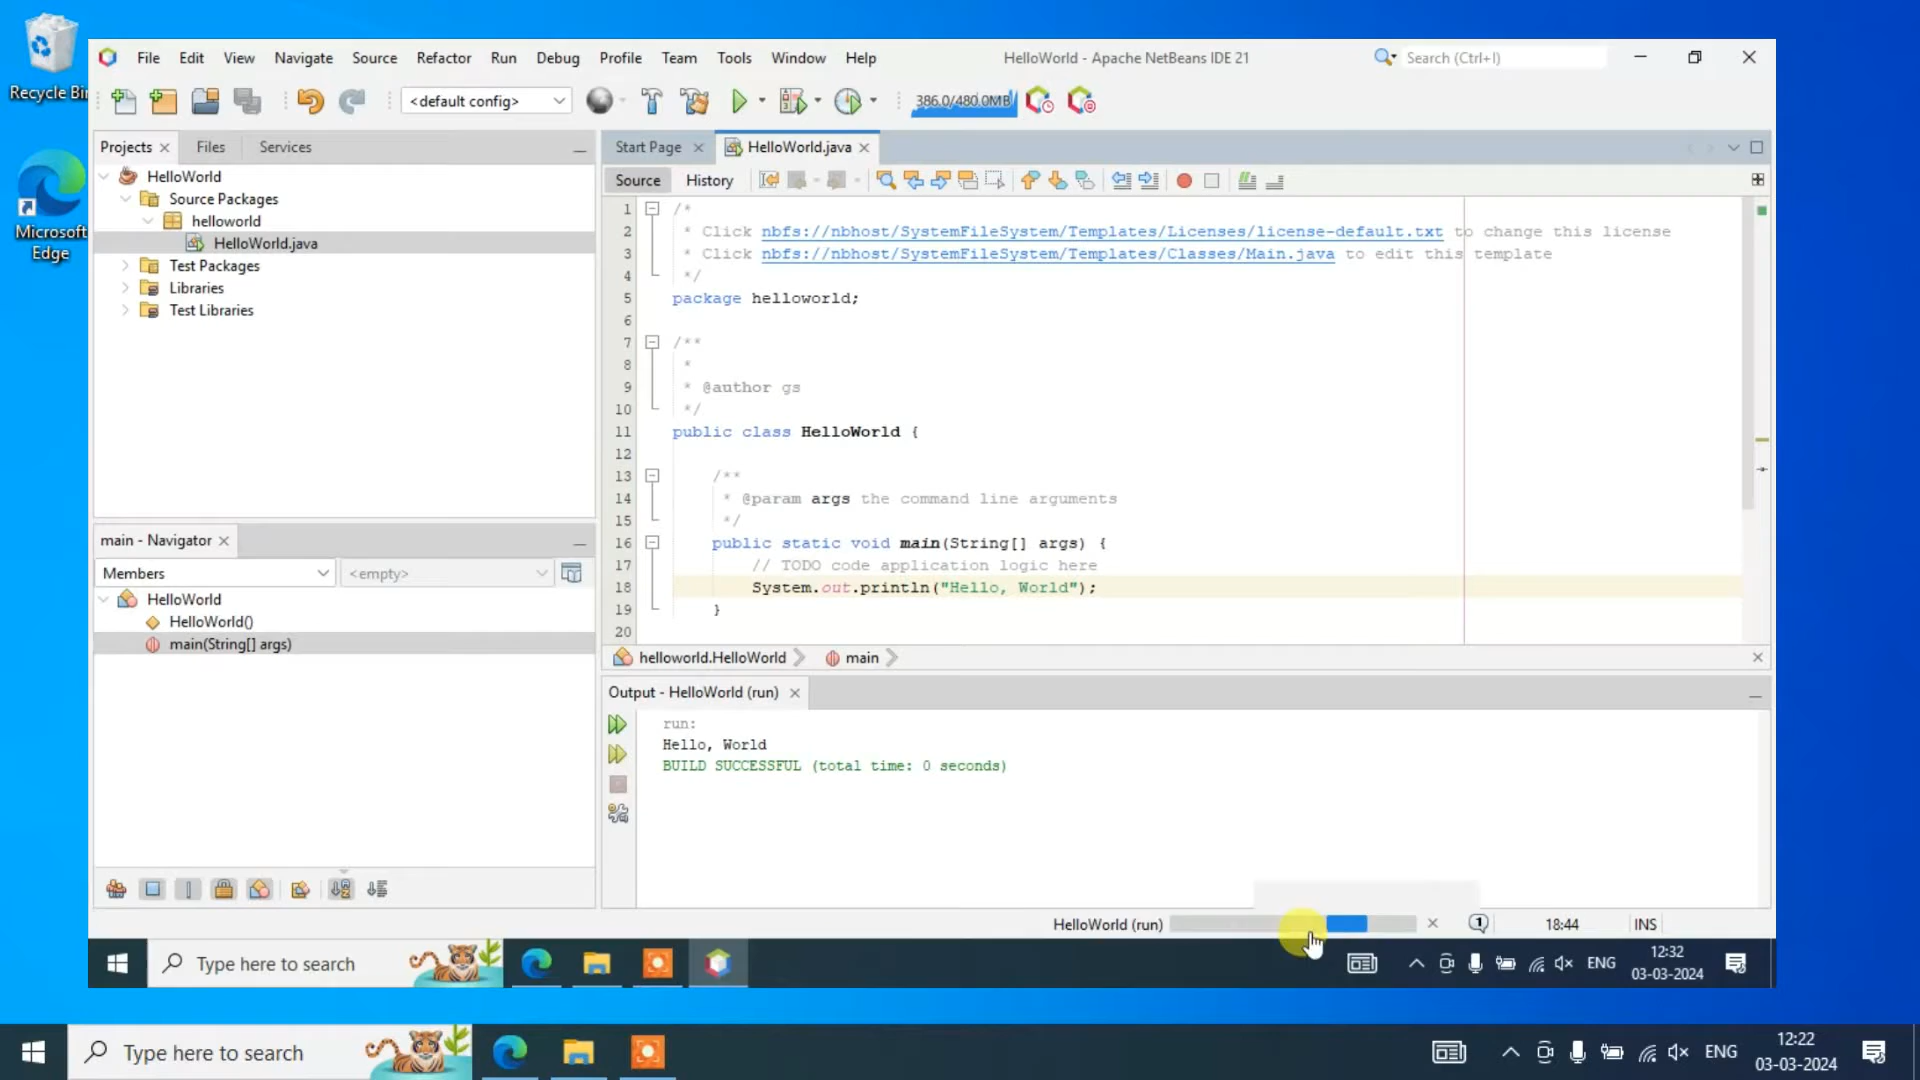 Recycle Bin
Microsoft
Edge
File Edit View Navigate Source Refactor Run Debug Profile Team Tools Window Help
HelloWorld - Apache NetBeans IDE 21
Search (Ctrl+I)
<default config>
386.0/480.0MB
Projects Files Services
HelloWorld
Source Packages
helloworld
HelloWorld.java
Test Packages
Libraries
Test Libraries
main - Navigator
Members
<empty>
HelloWorld
HelloWorld()
main(String[] args)
Start Page HelloWorld.java
Source History
1 /*
2 * Click nbfs://nbhost/SystemFileSystem/Templates/Licenses/license-default.txt to change this license
3 * Click nbfs://nbhost/SystemFileSystem/Templates/Classes/Main.java to edit this template
4 */
5 package helloworld;
6
7 /**
8 *
9 * @author gs
10 */
11 public class HelloWorld {
12
13 /**
14 * @param args the command line arguments
15 */
16 public static void main(String[] args) {
17 // TODO code application logic here
18 System.out.println("Hello, World");
19 }
20
helloworld.HelloWorld main
Output - HelloWorld (run)
run:
Hello, World
BUILD SUCCESSFUL (total time: 0 seconds)
HelloWorld (run) 1 18:44 INS
Type here to search
ENG
12:32
03-03-2024
Type here to search
ENG
12:22
03-03-2024